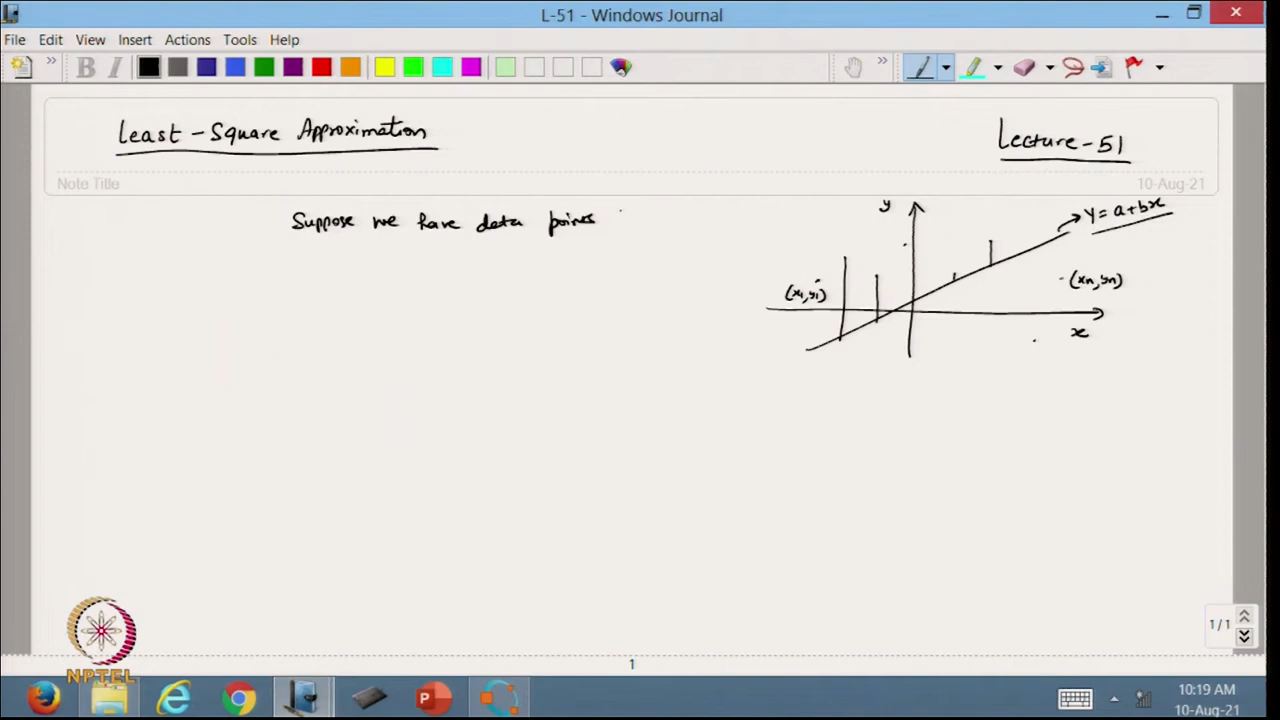 L-51 - Windows Journal
File Edit View Insert Actions Tools Help
B I
Least-Square Approximation
Lecture-51
Note Title
10-Aug-21
Suppose we have data points
y
Y = a+bx
(x1,y1)
(xn,yn)
x
1/1
NPTEL
1
10:19 AM
10-Aug-21